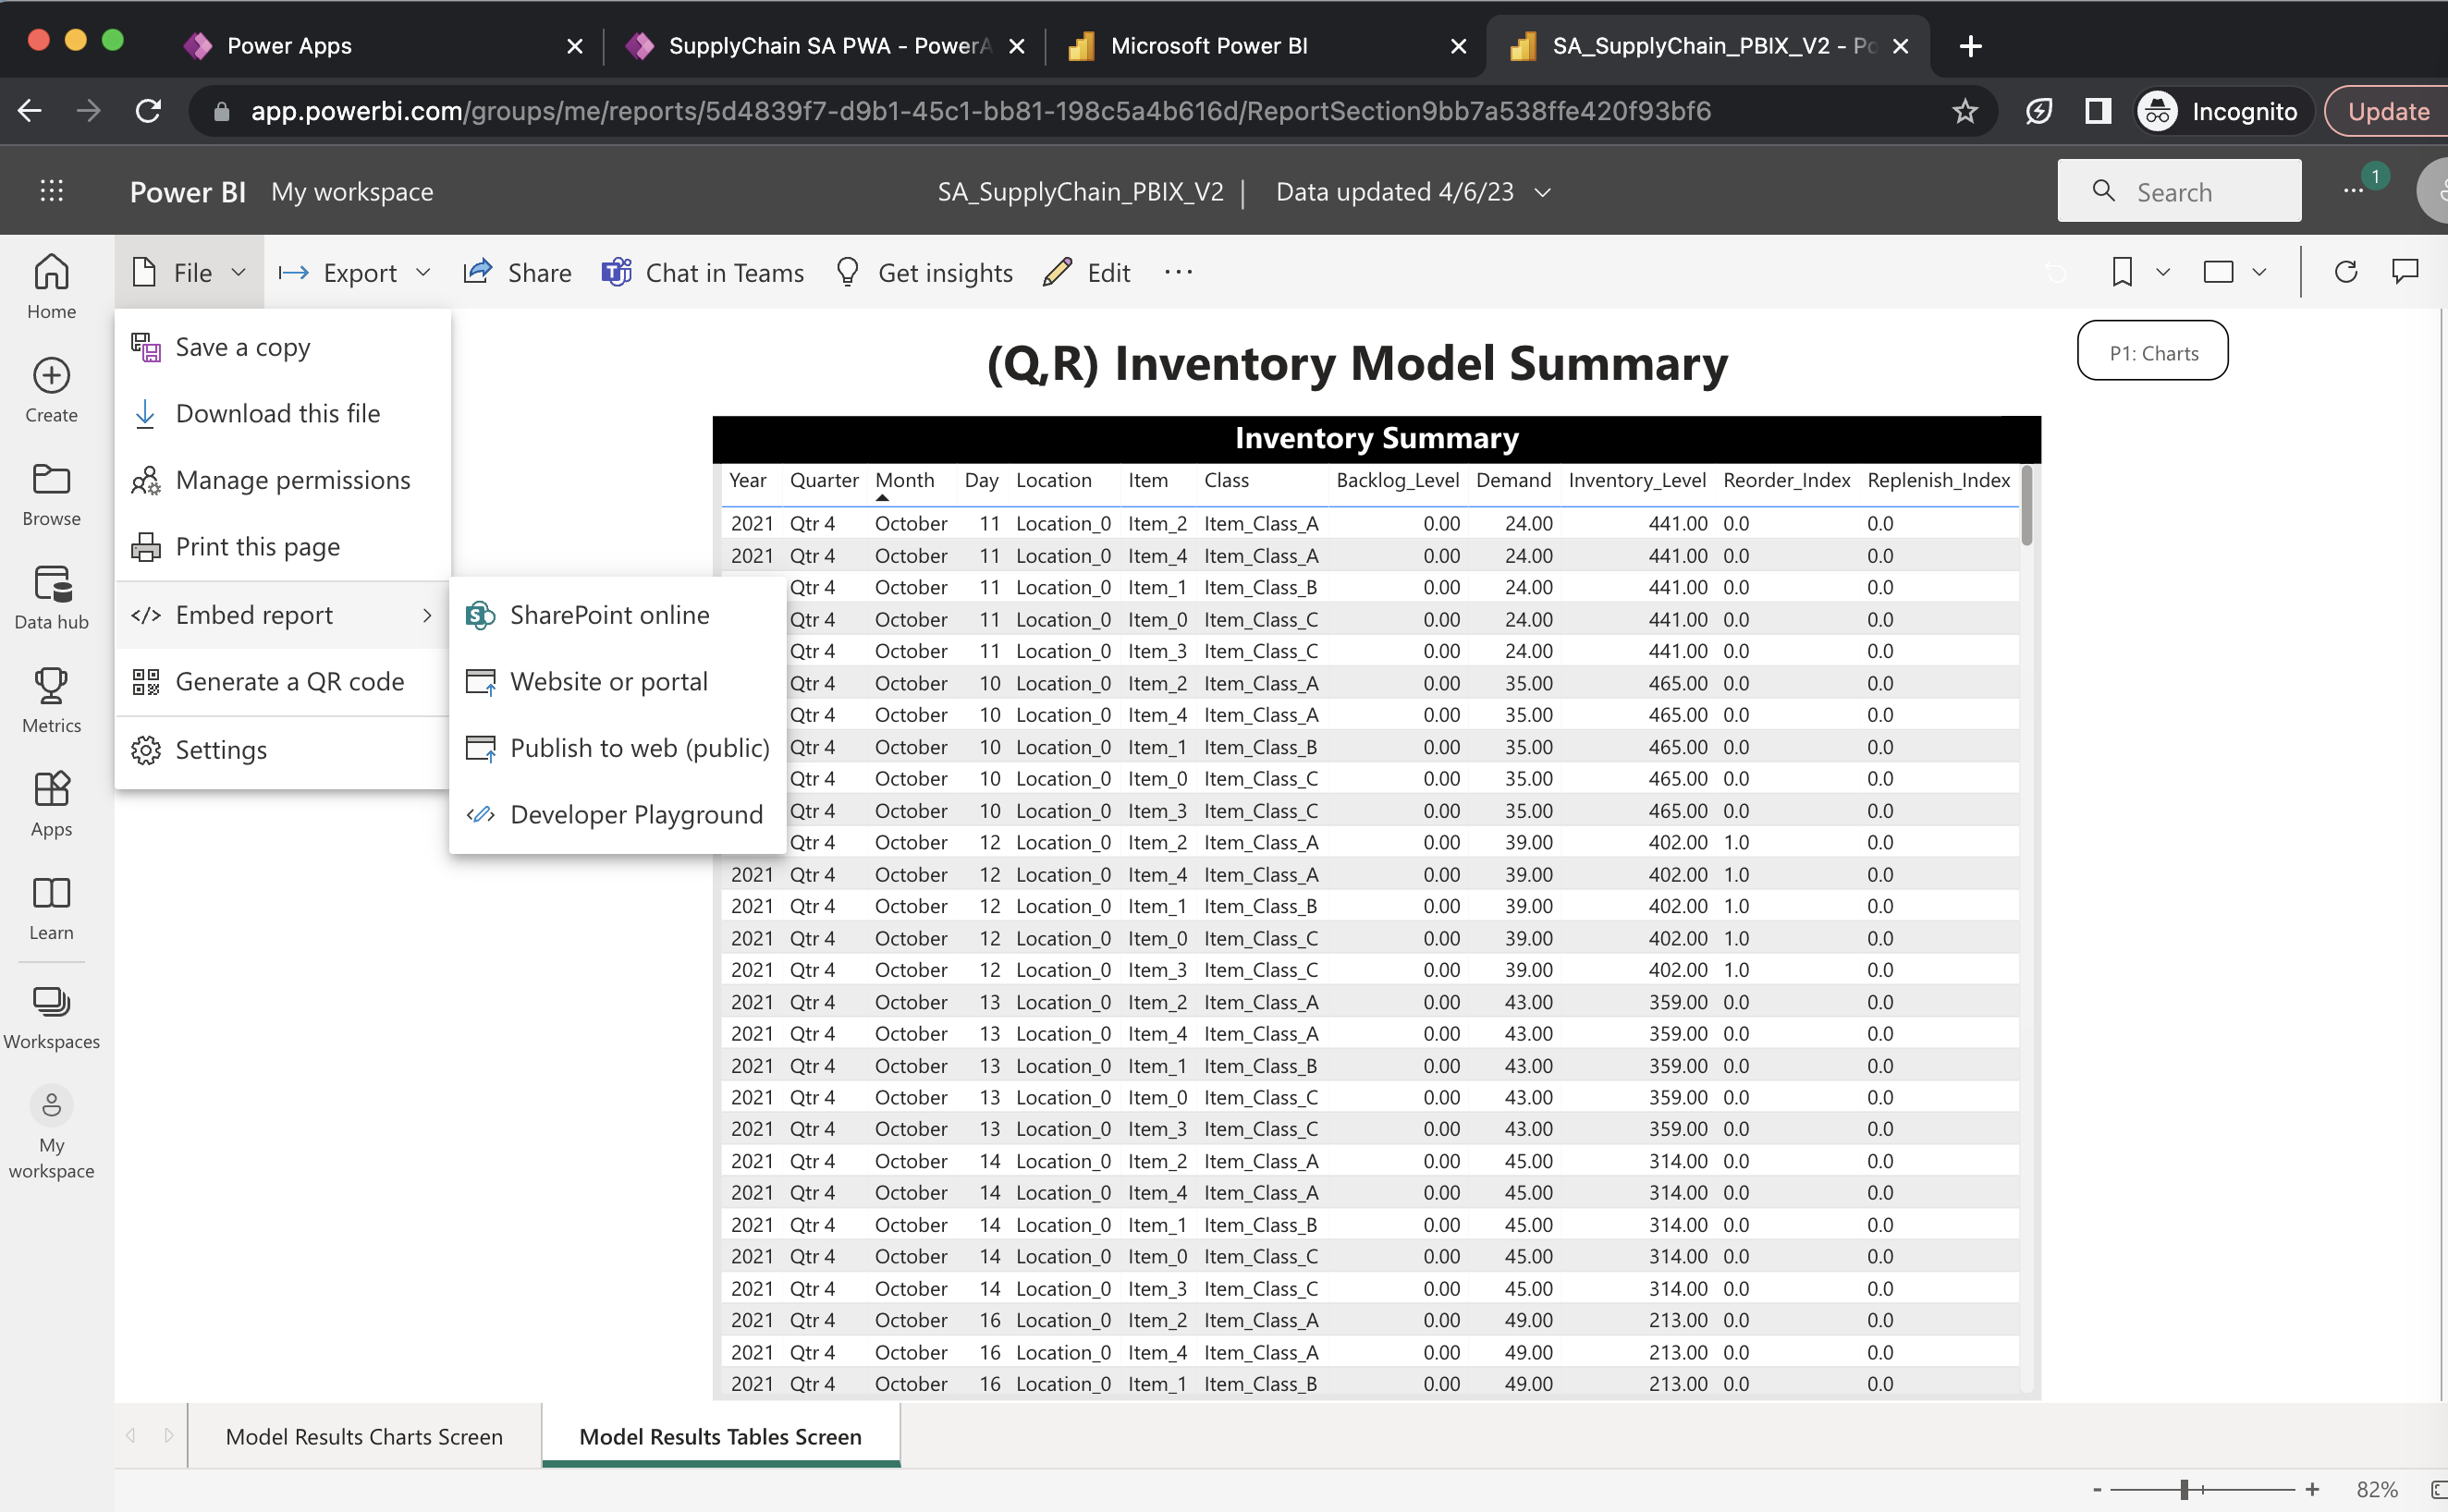 Power Apps
SupplyChain SA PWA - PowerA
Microsoft Power BI
SA_SupplyChain_PBIX_V2 - Po
app.powerbi.com/groups/me/reports/5d4839f7-d9b1-45c1-bb81-198c5a4b616d/ReportSection9bb7a538ffe420f93bf6
Incognito
Update
Power BI My workspace
SA_SupplyChain_PBIX_V2 | Data updated 4/6/23
Search
1
File
Export
Share
Chat in Teams
Get insights
Edit
Home
Create
Browse
Data hub
Metrics
Apps
Learn
Workspaces
My
workspace
Save a copy
Download this file
Manage permissions
Print this page
Embed report
Generate a QR code
Settings
SharePoint online
Website or portal
Publish to web (public)
Developer Playground
(Q,R) Inventory Model Summary
P1: Charts
Inventory Summary
Year Quarter Month Day Location Item Class Backlog_Level Demand Inventory_Level Reorder_Index Replenish_Index
2021 Qtr 4 October 11 Location_0 Item_2 Item_Class_A 0.00 24.00 441.00 0.0 0.0
2021 Qtr 4 October 11 Location_0 Item_4 Item_Class_A 0.00 24.00 441.00 0.0 0.0
Qtr 4 October 11 Location_0 Item_1 Item_Class_B 0.00 24.00 441.00 0.0 0.0
Qtr 4 October 11 Location_0 Item_0 Item_Class_C 0.00 24.00 441.00 0.0 0.0
Qtr 4 October 11 Location_0 Item_3 Item_Class_C 0.00 24.00 441.00 0.0 0.0
Qtr 4 October 10 Location_0 Item_2 Item_Class_A 0.00 35.00 465.00 0.0 0.0
Qtr 4 October 10 Location_0 Item_4 Item_Class_A 0.00 35.00 465.00 0.0 0.0
Qtr 4 October 10 Location_0 Item_1 Item_Class_B 0.00 35.00 465.00 0.0 0.0
Qtr 4 October 10 Location_0 Item_0 Item_Class_C 0.00 35.00 465.00 0.0 0.0
Qtr 4 October 10 Location_0 Item_3 Item_Class_C 0.00 35.00 465.00 0.0 0.0
Qtr 4 October 12 Location_0 Item_2 Item_Class_A 0.00 39.00 402.00 1.0 0.0
2021 Qtr 4 October 12 Location_0 Item_4 Item_Class_A 0.00 39.00 402.00 1.0 0.0
2021 Qtr 4 October 12 Location_0 Item_1 Item_Class_B 0.00 39.00 402.00 1.0 0.0
2021 Qtr 4 October 12 Location_0 Item_0 Item_Class_C 0.00 39.00 402.00 1.0 0.0
2021 Qtr 4 October 12 Location_0 Item_3 Item_Class_C 0.00 39.00 402.00 1.0 0.0
2021 Qtr 4 October 13 Location_0 Item_2 Item_Class_A 0.00 43.00 359.00 0.0 0.0
2021 Qtr 4 October 13 Location_0 Item_4 Item_Class_A 0.00 43.00 359.00 0.0 0.0
2021 Qtr 4 October 13 Location_0 Item_1 Item_Class_B 0.00 43.00 359.00 0.0 0.0
2021 Qtr 4 October 13 Location_0 Item_0 Item_Class_C 0.00 43.00 359.00 0.0 0.0
2021 Qtr 4 October 13 Location_0 Item_3 Item_Class_C 0.00 43.00 359.00 0.0 0.0
2021 Qtr 4 October 14 Location_0 Item_2 Item_Class_A 0.00 45.00 314.00 0.0 0.0
2021 Qtr 4 October 14 Location_0 Item_4 Item_Class_A 0.00 45.00 314.00 0.0 0.0
2021 Qtr 4 October 14 Location_0 Item_1 Item_Class_B 0.00 45.00 314.00 0.0 0.0
2021 Qtr 4 October 14 Location_0 Item_0 Item_Class_C 0.00 45.00 314.00 0.0 0.0
2021 Qtr 4 October 14 Location_0 Item_3 Item_Class_C 0.00 45.00 314.00 0.0 0.0
2021 Qtr 4 October 16 Location_0 Item_2 Item_Class_A 0.00 49.00 213.00 0.0 0.0
2021 Qtr 4 October 16 Location_0 Item_4 Item_Class_A 0.00 49.00 213.00 0.0 0.0
2021 Qtr 4 October 16 Location_0 Item_1 Item_Class_B 0.00 49.00 213.00 0.0 0.0
Model Results Charts Screen
Model Results Tables Screen
- + 82%